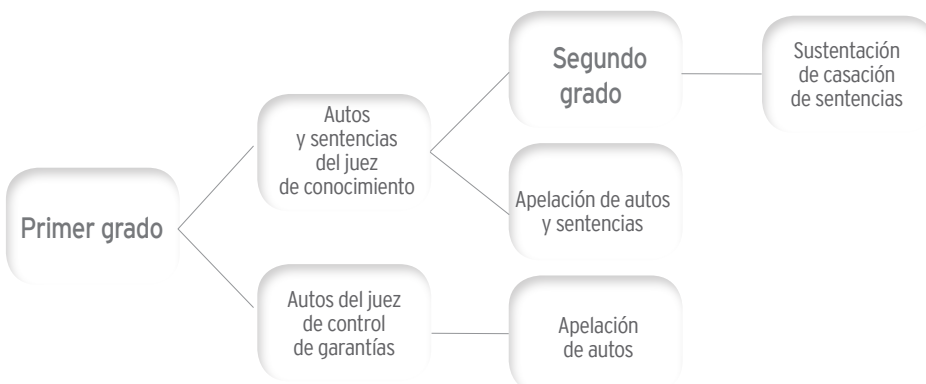 Primer grado
Autos
y sentencias
del juez
de conocimiento
Autos del juez
de control
de garantías
Segundo
grado
Apelación de autos
y sentencias
Apelación
de autos
Sustentación
de casación
de sentencias